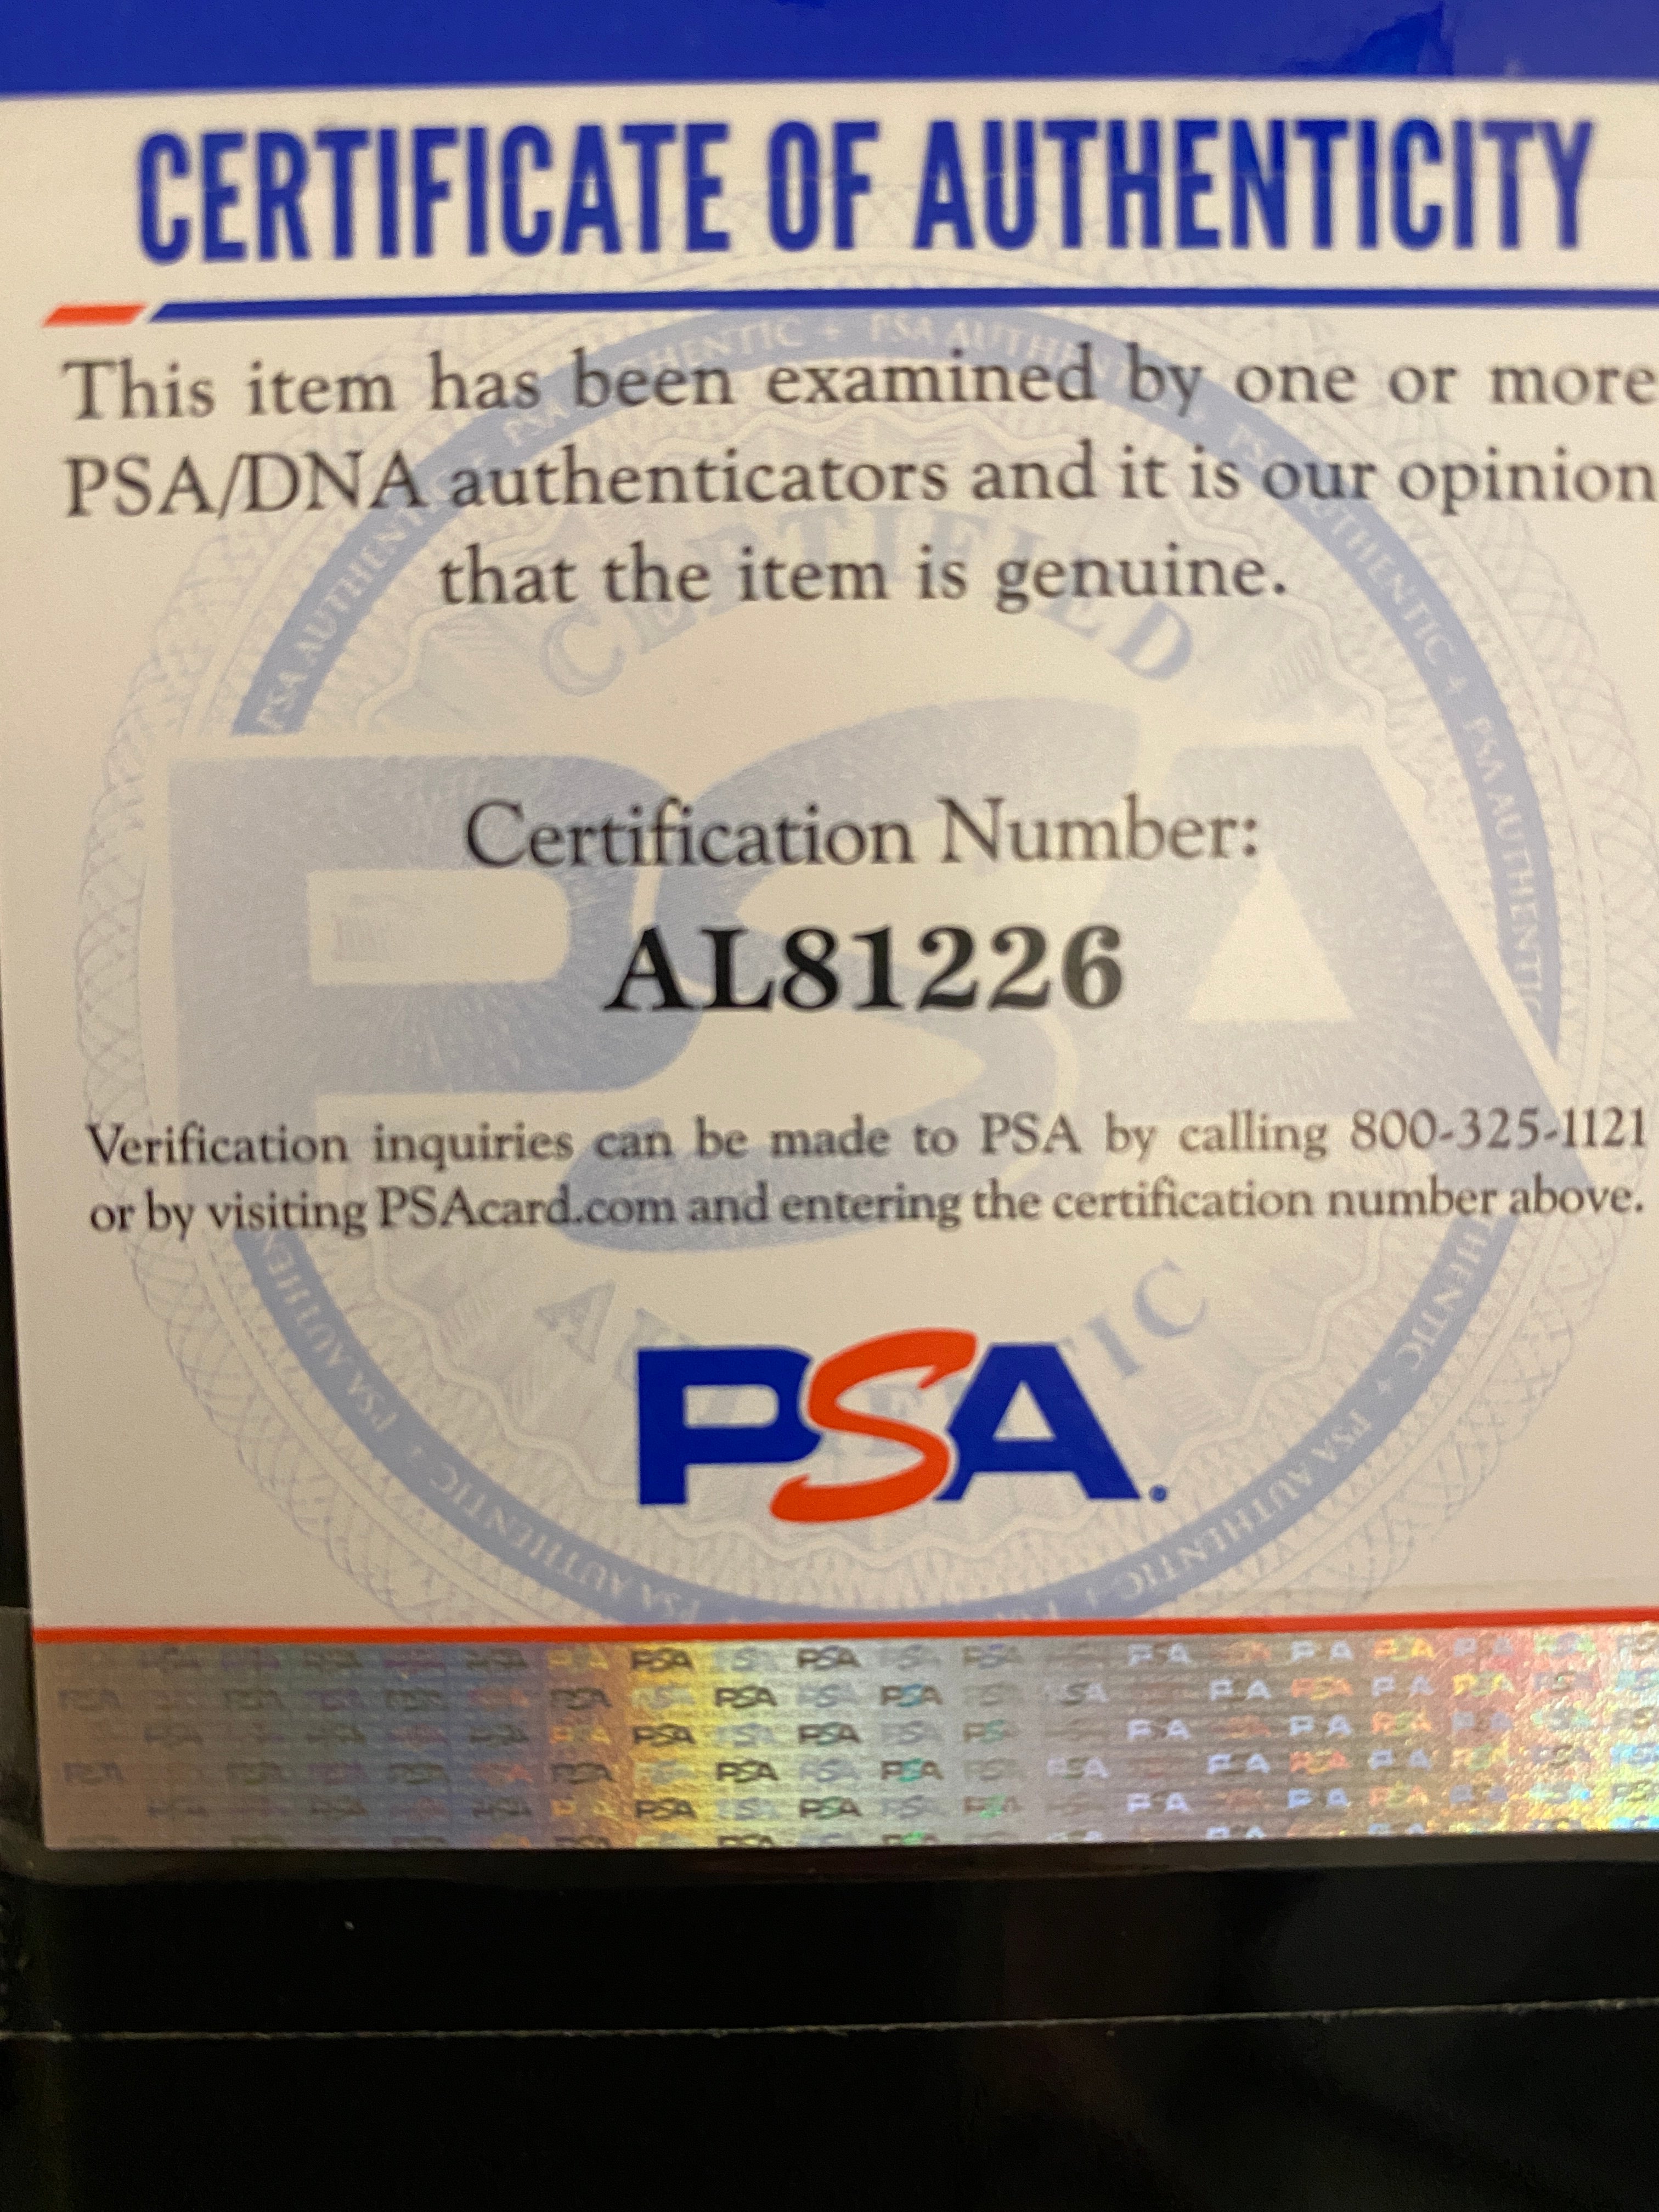 CERTIFICATE OF AUTHENTICITY
This item has been examined by one or more
PSA/DNA authenticators and it is our opinion
that the item is genuine.
CERTIFIED
PSA
Certification Number:
AL81226
Verification inquiries can be made to PSA by calling 800-325-1121
or by visiting PSAcard.com and entering the certification number above.
PSA